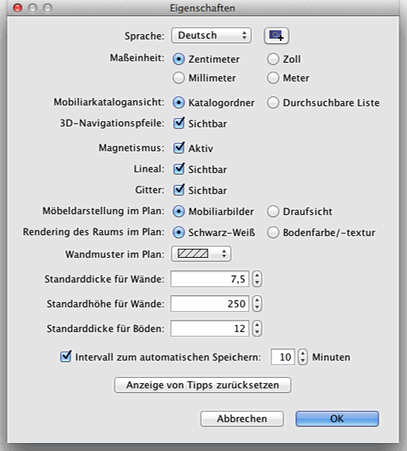 Eigenschaften
Sprache: Deutsch
Maßeinheit: Zentimeter Zoll
Millimeter Meter
Mobiliarkatalogansicht: Katalogordner Durchsuchbare Liste
3D-Navigationspfeile: Sichtbar
Magnetismus: Aktiv
Lineal: Sichtbar
Gitter: Sichtbar
Möbeldarstellung im Plan: Mobiliarbilder Draufsicht
Rendering des Raums im Plan: Schwarz-Weiß Bodenfarbe/-textur
Wandmuster im Plan:
Standarddicke für Wände: 7,5
Standardhöhe für Wände: 250
Standarddicke für Böden: 12
Intervall zum automatischen Speichern: 10 Minuten
Anzeige von Tipps zurücksetzen
Abbrechen OK